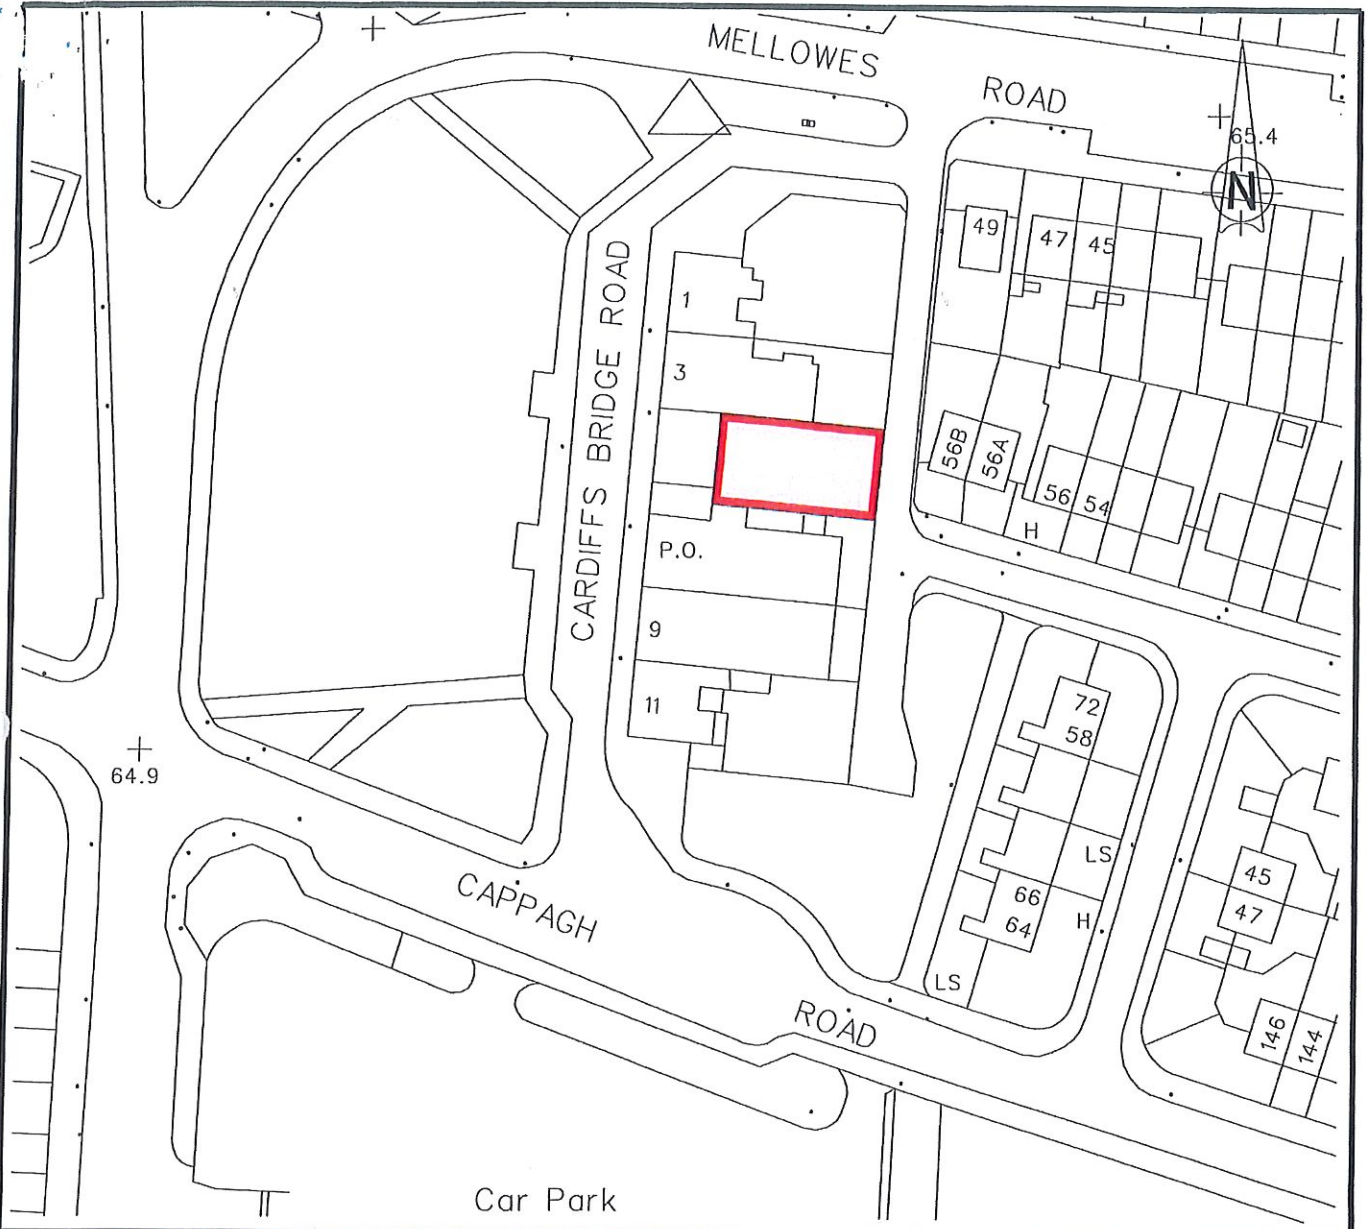 MELLOWES
ROAD
65.4
N
49
47
45
1
3
CARDIFFS BRIDGE ROAD
56B
56A
56
54
H
P.O.
9
11
72
58
64.9
LS
45
47
66
64
H
CAPPAGH
LS
ROAD
146
144
Car Park